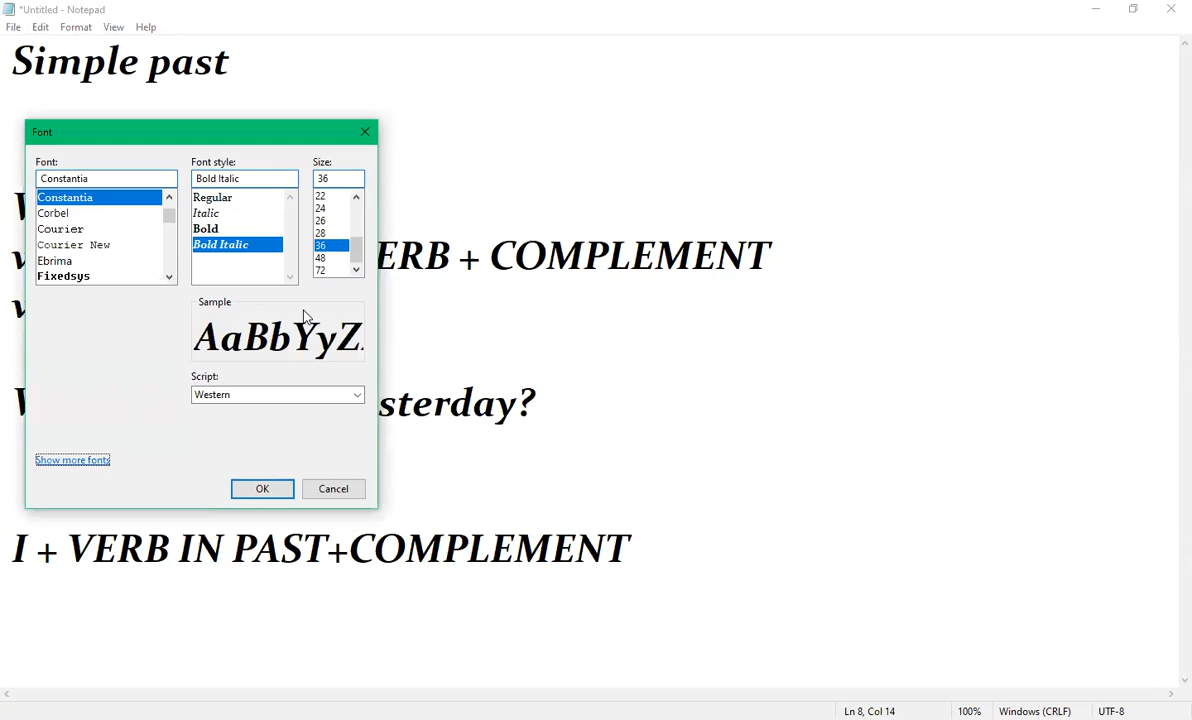 *Untitled - Notepad
File Edit Format View Help
Simple past
Font
Font: Font style: Size:
Constantia Bold Italic 36
Constantia Regular 22
Corbel Italic 24
Courier Bold 26
Courier New Bold Italic 28
Ebrima 36
Fixedsys 48
72
ERB + COMPLEMENT
Sample
AaBbYyZ
Script:
Western
sterday?
Show more fonts
OK Cancel
I + VERB IN PAST+COMPLEMENT
Ln 8, Col 14 100% Windows (CRLF) UTF-8